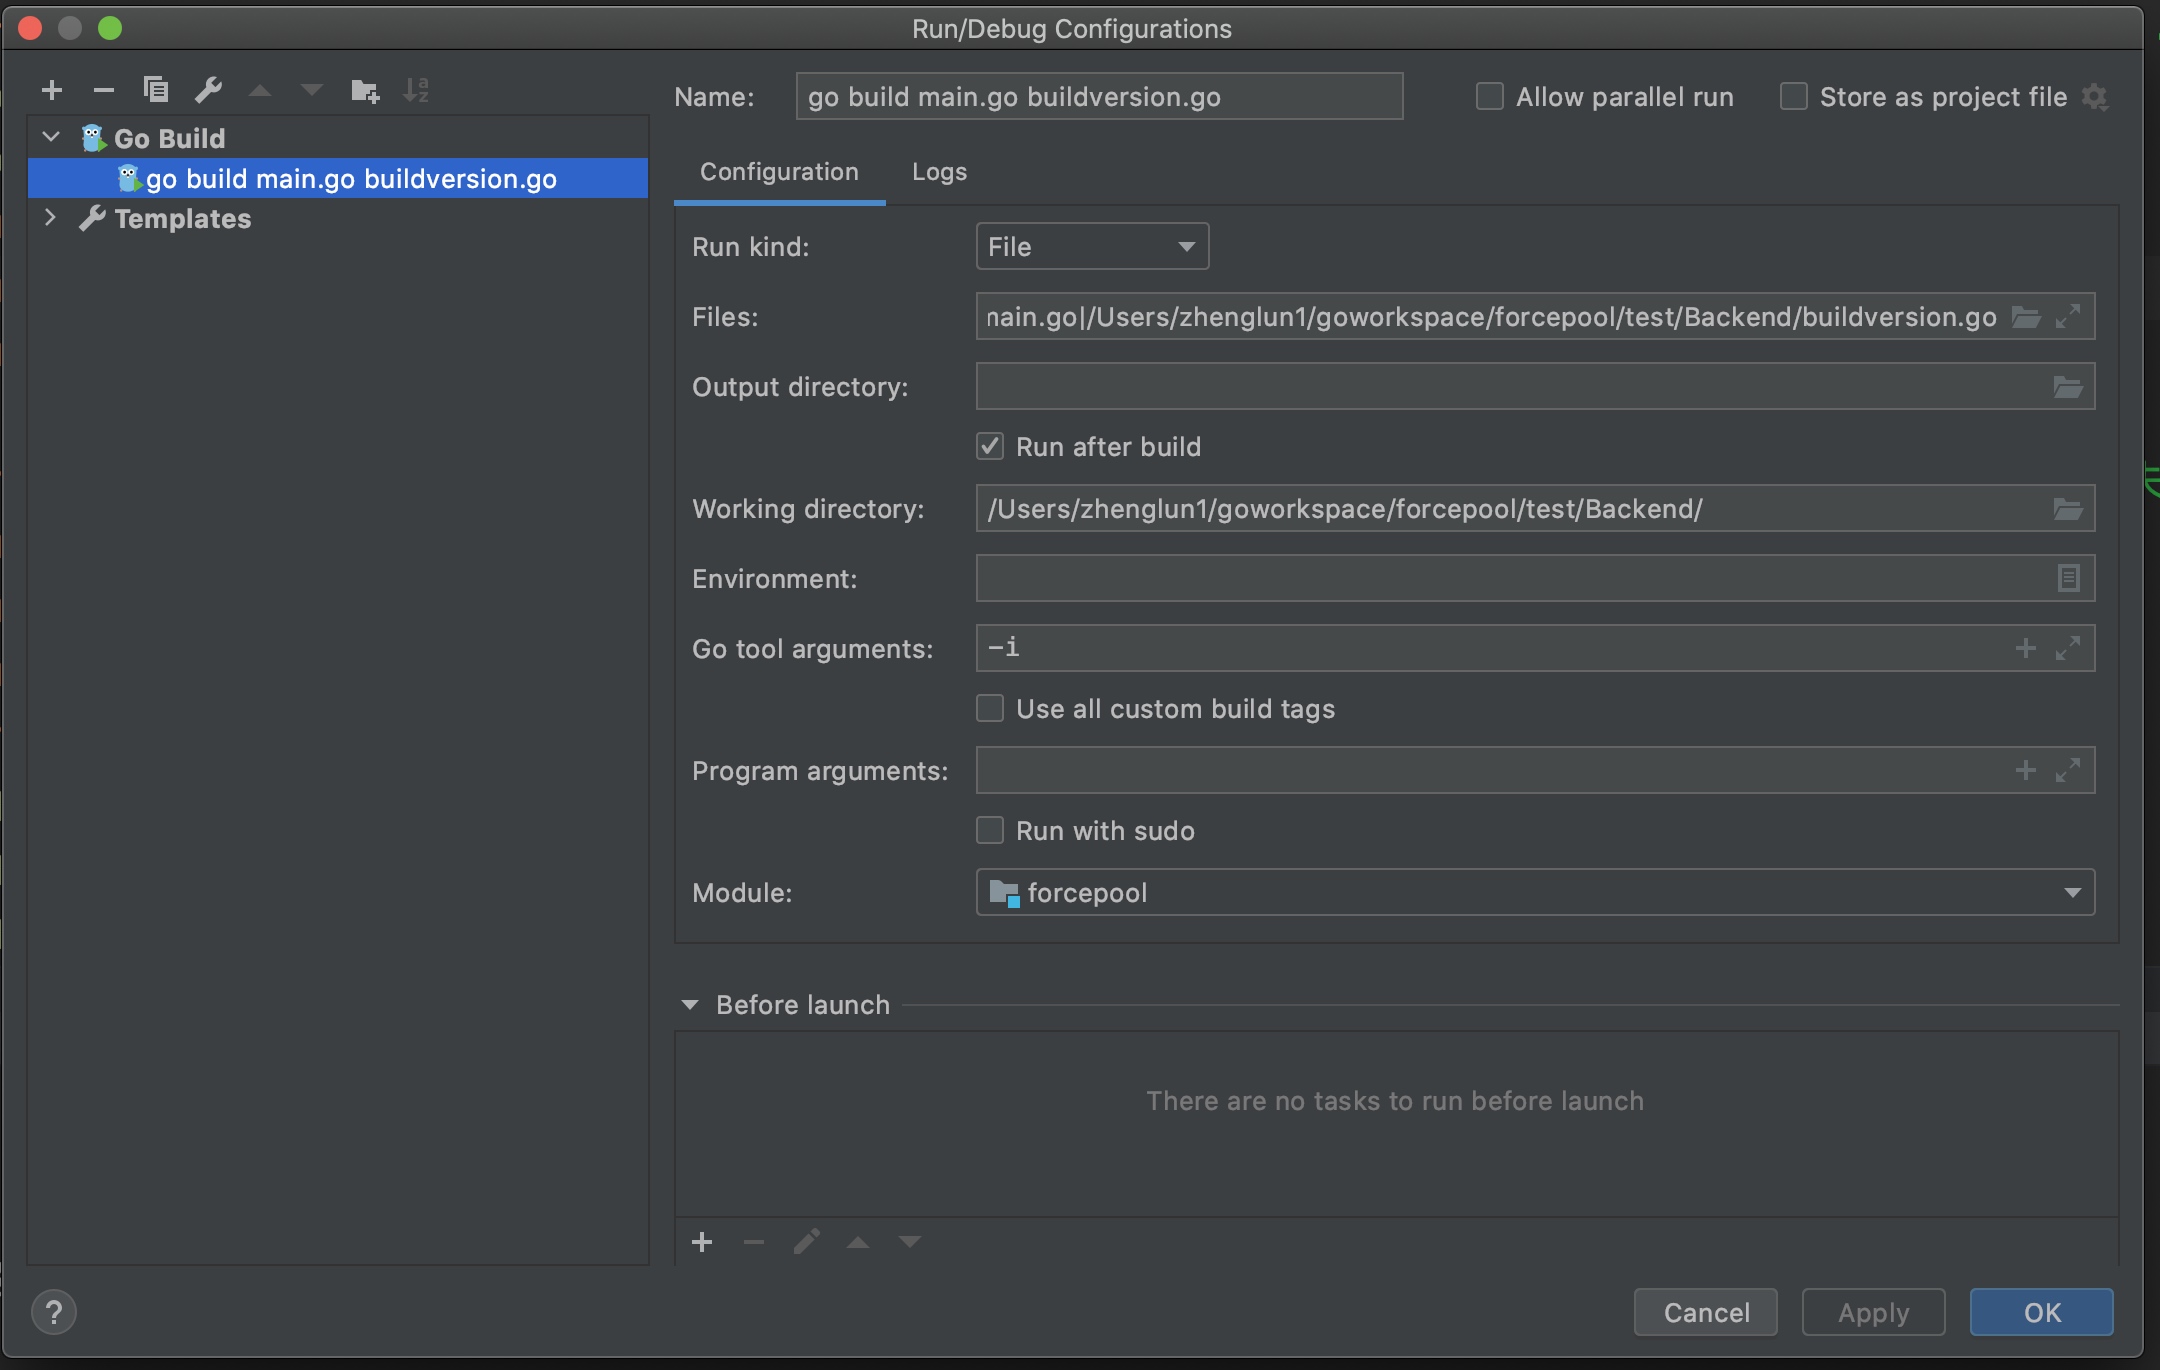 Run/Debug Configurations
Name: go build main.go buildversion.go Allow parallel run Store as project file
Go Build
go build main.go buildversion.go
Templates
Configuration Logs
Run kind: File
Files: main.go|/Users/zhenglun1/goworkspace/forcepool/test/Backend/buildversion.go
Output directory:
Run after build
Working directory: /Users/zhenglun1/goworkspace/forcepool/test/Backend/
Environment:
Go tool arguments: -i
Use all custom build tags
Program arguments:
Run with sudo
Module: forcepool
Before launch
There are no tasks to run before launch
? Cancel Apply OK